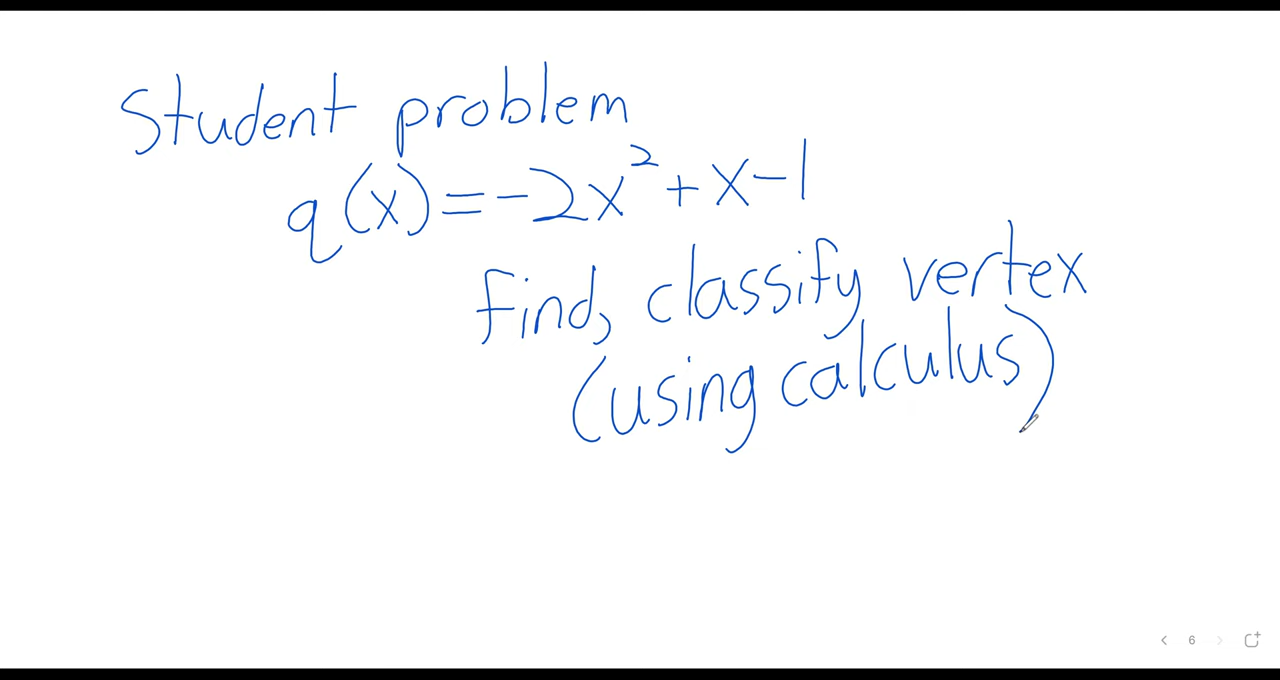 Student problem
q(x) = -2x² + x - 1
find, classify vertex
(using calculus)
6